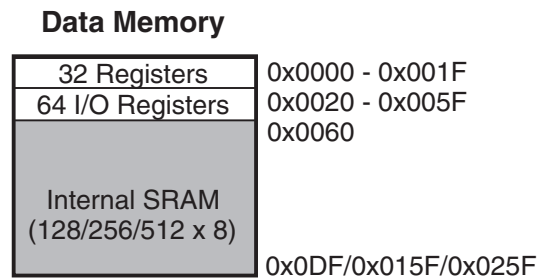 Data Memory
32 Registers 0x0000 - 0x001F
64 I/O Registers 0x0020 - 0x005F
0x0060
Internal SRAM
(128/256/512 x 8)
0x0DF/0x015F/0x025F